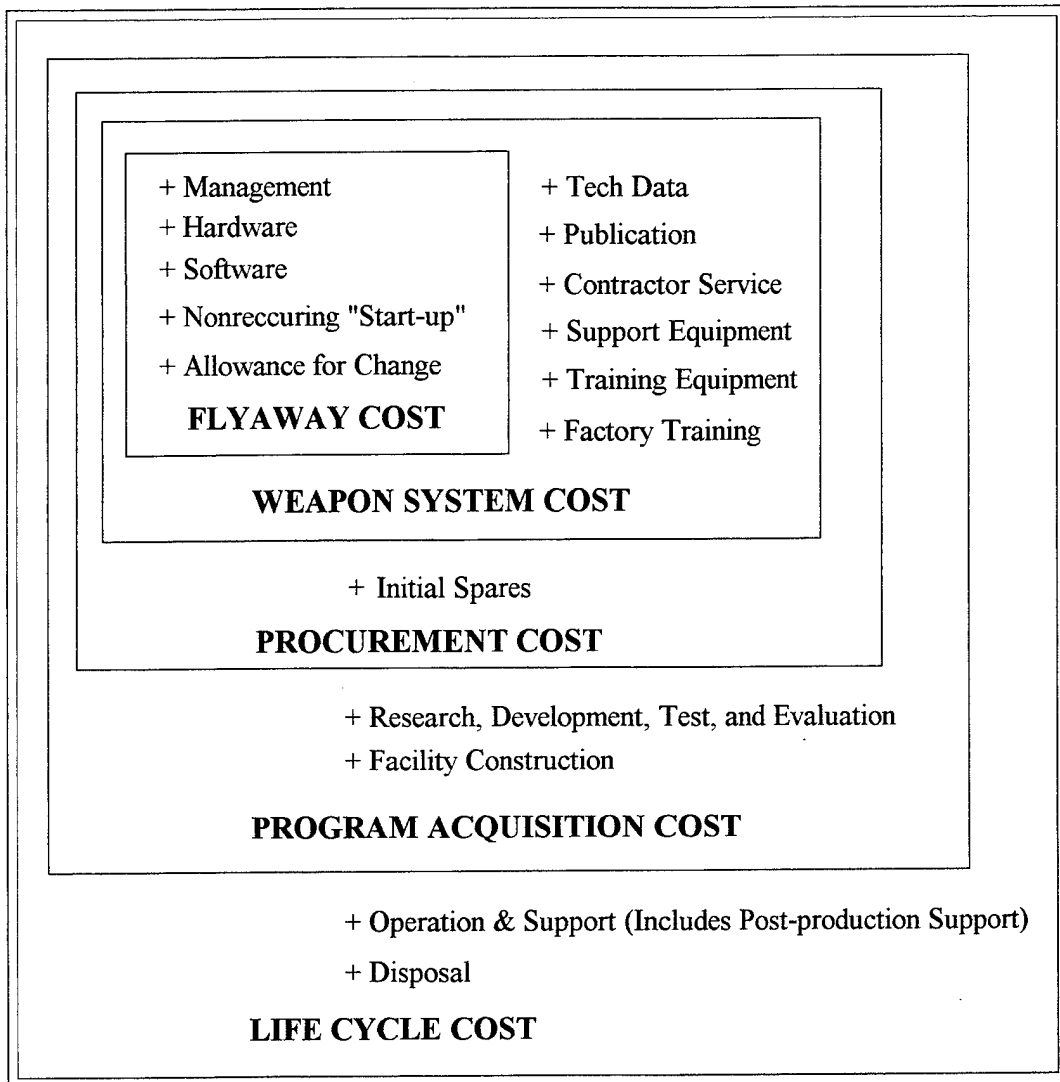 + Management
+ Hardware
+ Software
+ Nonreccuring "Start-up"
+ Allowance for Change
FLYAWAY COST
+ Tech Data
+ Publication
+ Contractor Service
+ Support Equipment
+ Training Equipment
+ Factory Training
WEAPON SYSTEM COST
+ Initial Spares
PROCUREMENT COST
+ Research, Development, Test, and Evaluation
+ Facility Construction
PROGRAM ACQUISITION COST
+ Operation & Support (Includes Post-production Support)
+ Disposal
LIFE CYCLE COST